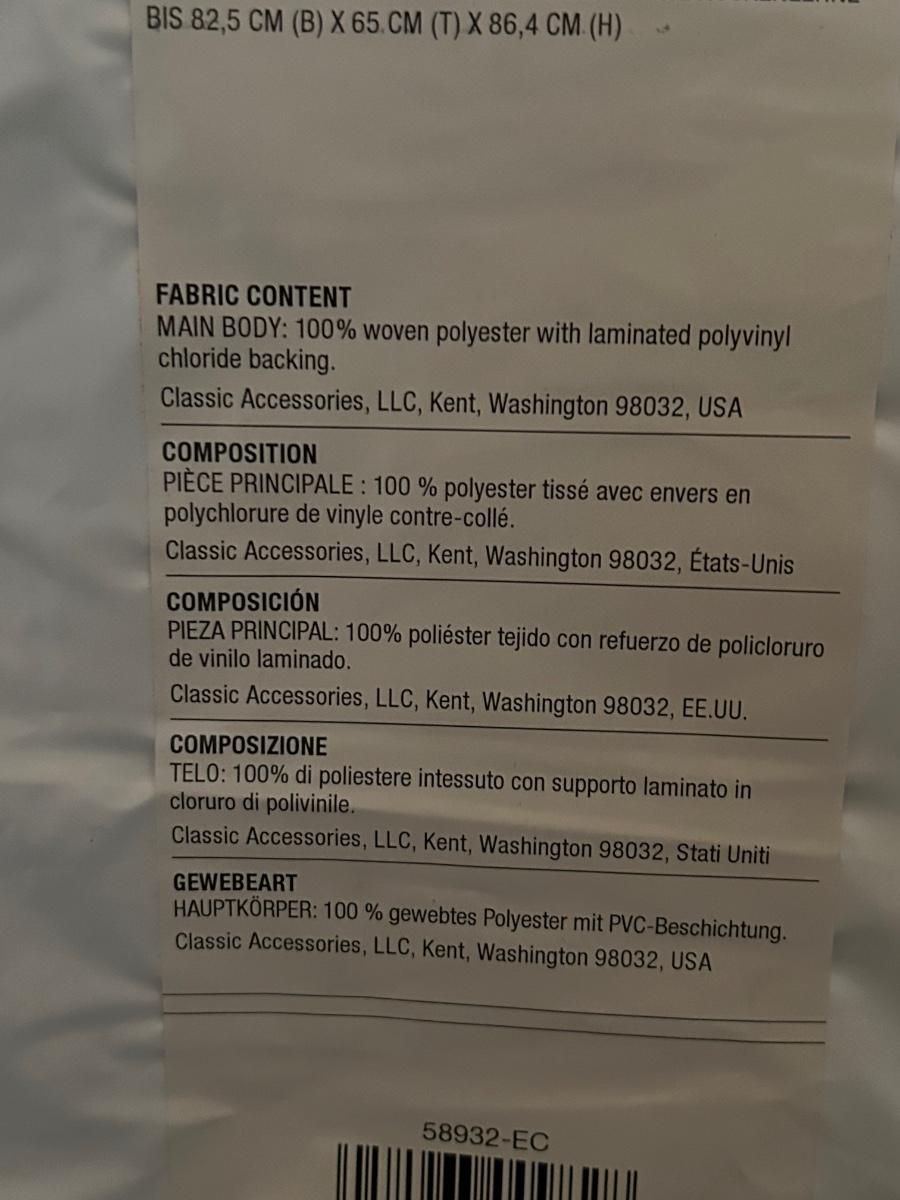 BIS 82,5 CM (B) X 65 CM (T) X 86,4 CM (H)
FABRIC CONTENT
MAIN BODY: 100% woven polyester with laminated polyvinyl
chloride backing.
Classic Accessories, LLC, Kent, Washington 98032, USA
COMPOSITION
PIÈCE PRINCIPALE : 100 % polyester tissé avec envers en
polychlorure de vinyle contre-collé.
Classic Accessories, LLC, Kent, Washington 98032, États-Unis
COMPOSICIÓN
PIEZA PRINCIPAL: 100% poliéster tejido con refuerzo de policloruro
de vinilo laminado.
Classic Accessories, LLC, Kent, Washington 98032, EE.UU.
COMPOSIZIONE
TELO: 100% di poliestere intessuto con supporto laminato in
cloruro di polivinile.
Classic Accessories, LLC, Kent, Washington 98032, Stati Uniti
GEWEBEART
HAUPTKÖRPER: 100 % gewebtes Polyester mit PVC-Beschichtung.
Classic Accessories, LLC, Kent, Washington 98032, USA
58932-EC